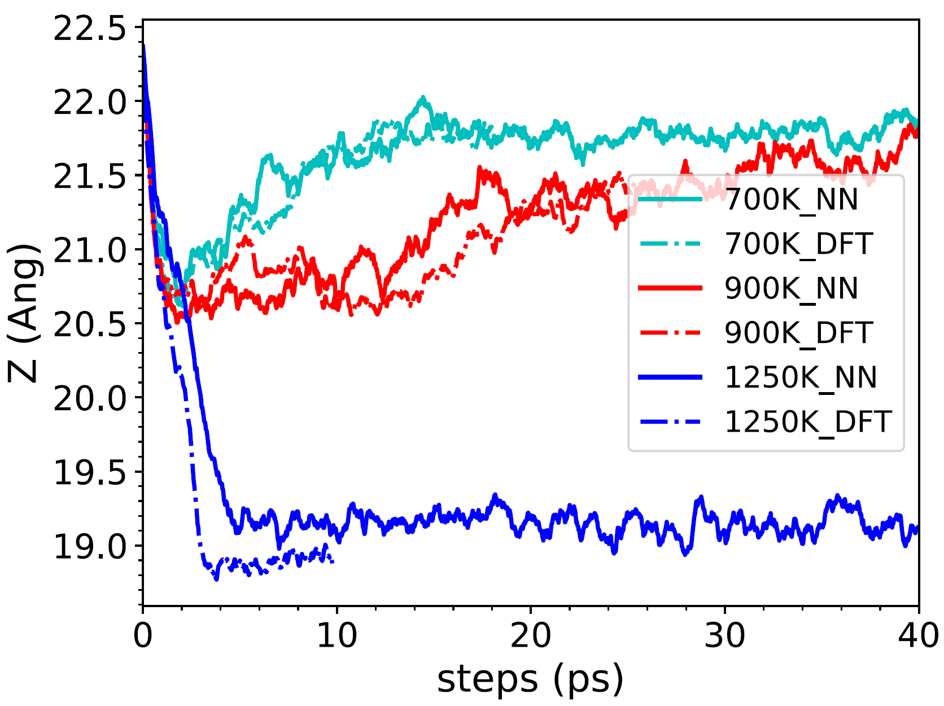 22.5
22.0
21.5
21.0
20.5
20.0
19.5
19.0
Z (Ang)
700K_NN
700K_DFT
900K_NN
900K_DFT
1250K_NN
1250K_DFT
0 10 20 30 40
steps (ps)